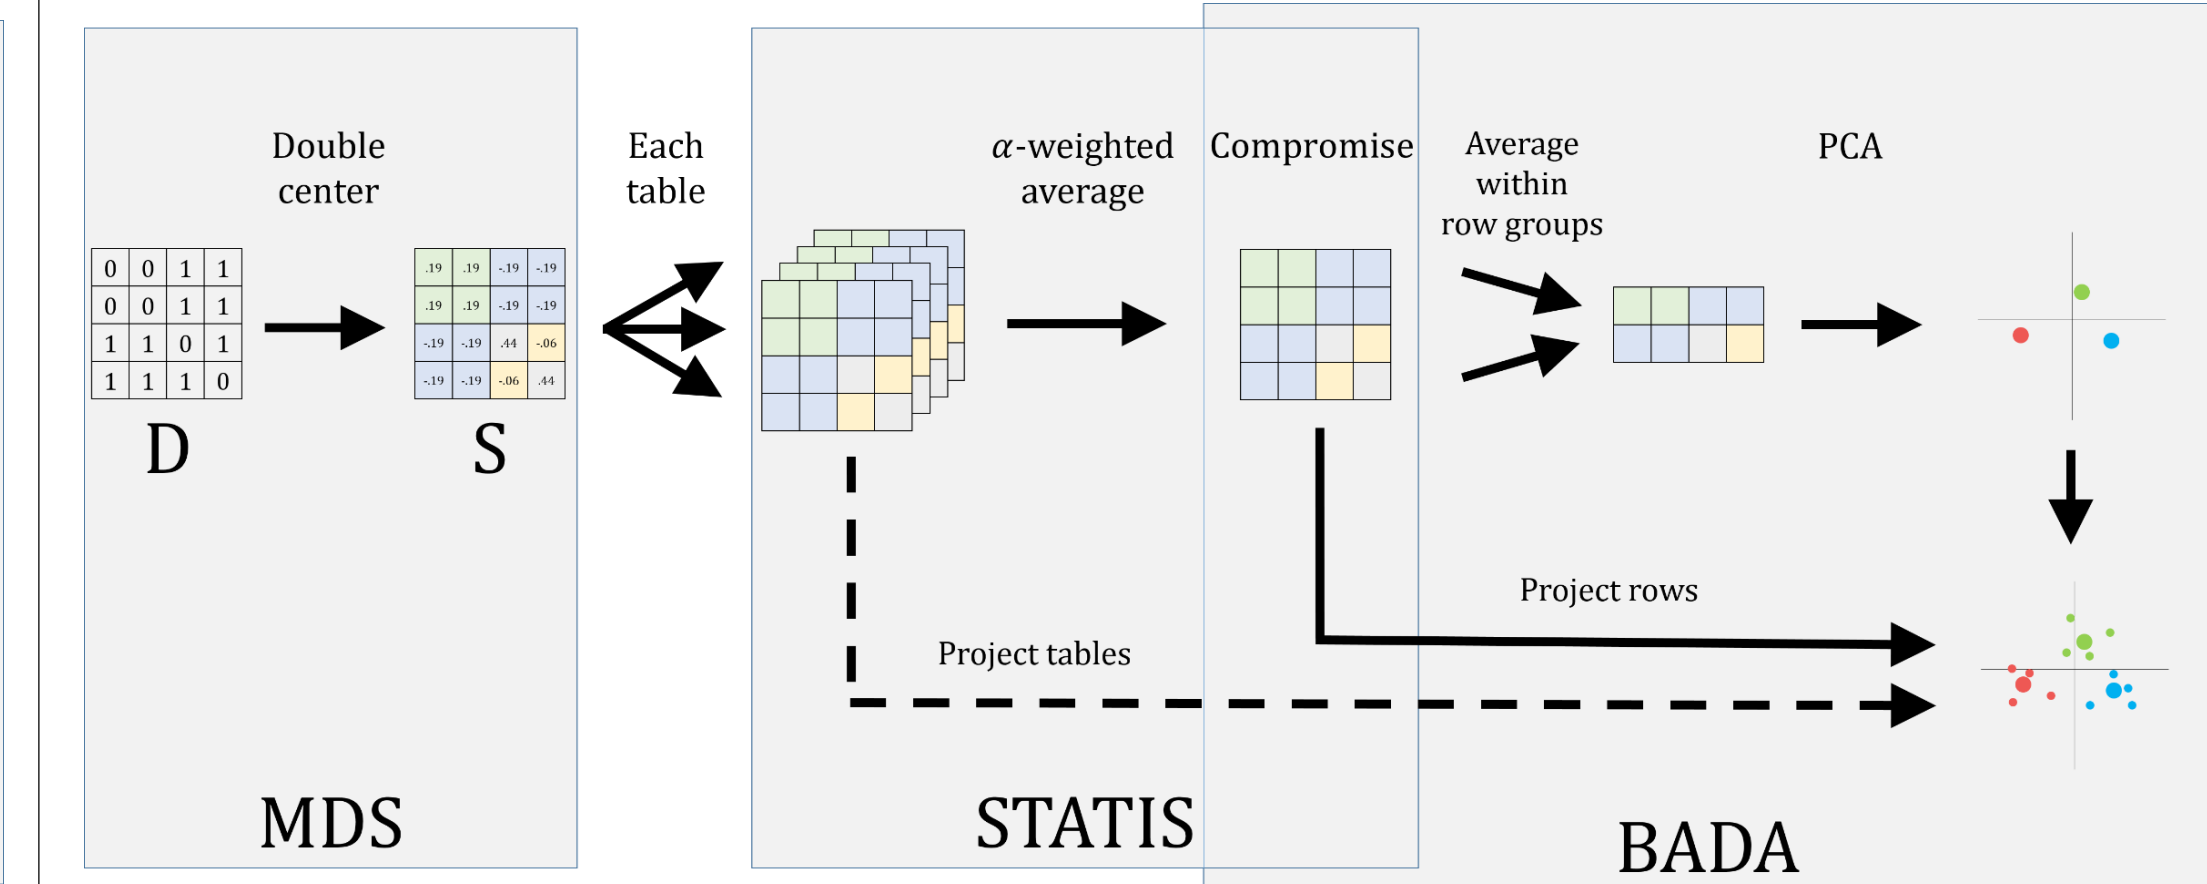 Double
center
Each
table
α-weighted
average
Compromise
Average
within
row groups
PCA
0 0 1 1
0 0 1 1
1 1 0 1
1 1 1 0
D
.19 .19 -.19 -.19
.19 .19 -.19 -.19
-.19 -.19 .44 -.06
-.19 -.19 -.06 .44
S
Project rows
Project tables
MDS
STATIS
BADA